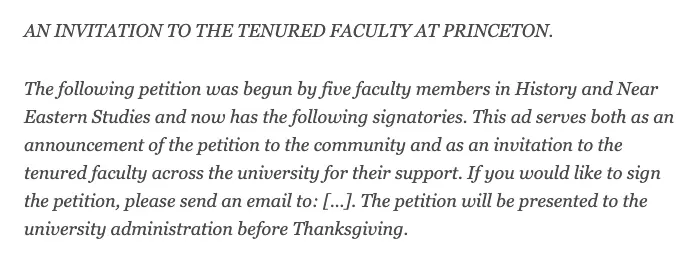 AN INVITATION TO THE TENURED FACULTY AT PRINCETON.
The following petition was begun by five faculty members in History and Near
Eastern Studies and now has the following signatories. This ad serves both as an
announcement of the petition to the community and as an invitation to the
tenured faculty across the university for their support. If you would like to sign
the petition, please send an email to: [...]. The petition will be presented to the
university administration before Thanksgiving.